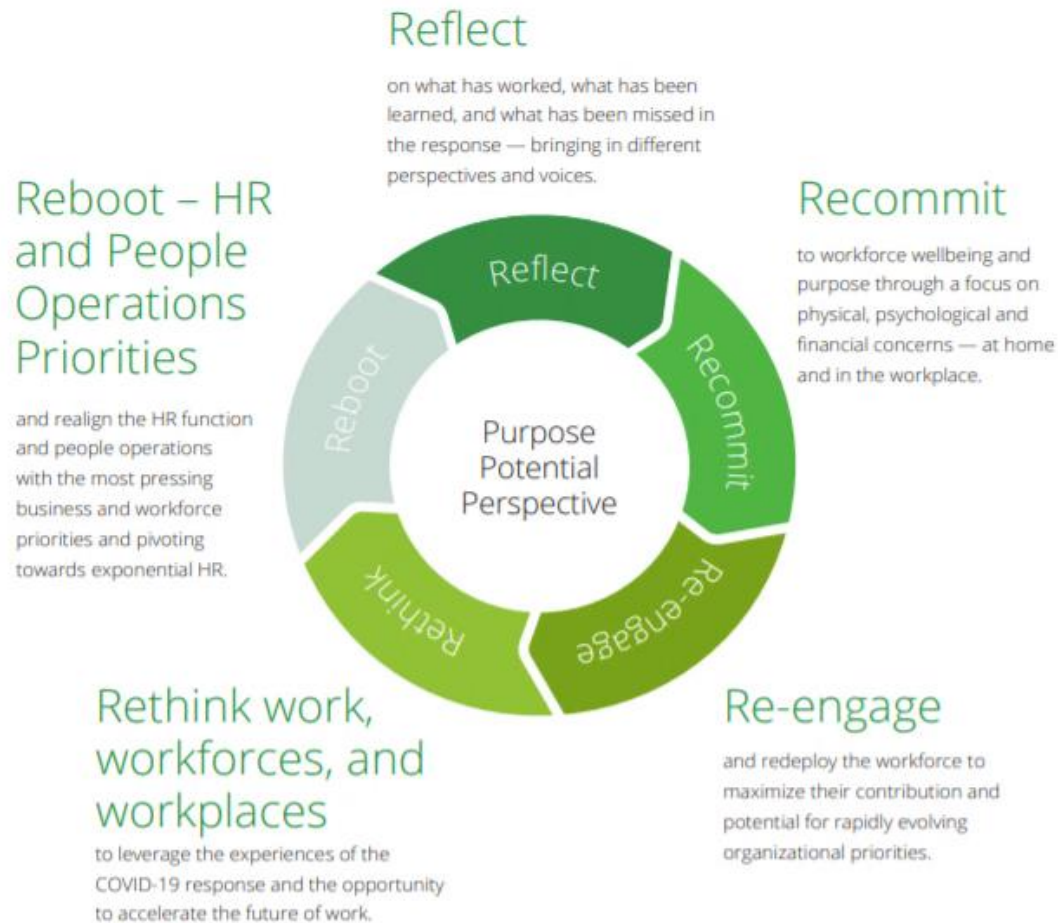 Reflect
on what has worked, what has been
learned, and what has been missed in
the response — bringing in different
perspectives and voices.
Recommit
to workforce wellbeing and
purpose through a focus on
physical, psychological and
financial concerns — at home
and in the workplace.
Re-engage
and redeploy the workforce to
maximize their contribution and
potential for rapidly evolving
organizational priorities.
Rethink work,
workforces, and
workplaces
to leverage the experiences of the
COVID-19 response and the opportunity
to accelerate the future of work.
Reboot – HR
and People
Operations
Priorities
and realign the HR function
and people operations
with the most pressing
business and workforce
priorities and pivoting
towards exponential HR.
Reflect
Recommit
Re-engage
Rethink
Reboot
Purpose
Potential
Perspective